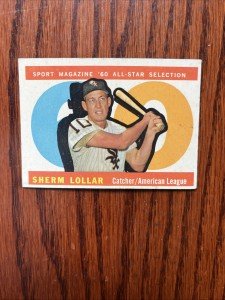 SPORT MAGAZINE '60 ALL-STAR SELECTION
SHERM LOLLAR Catcher/American League